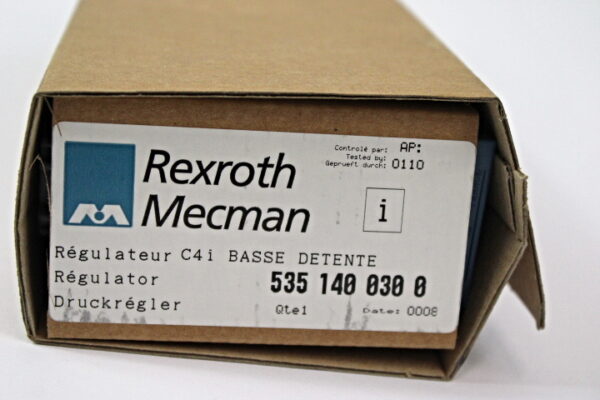 Rexroth
Mecman
Controlé par: AP:
Tested by:
Geprueft durch: 0110
i
Régulateur C4i BASSE DETENTE
Régulator 535 140 030 0
Druckrégler
Qte1 Date: 0008